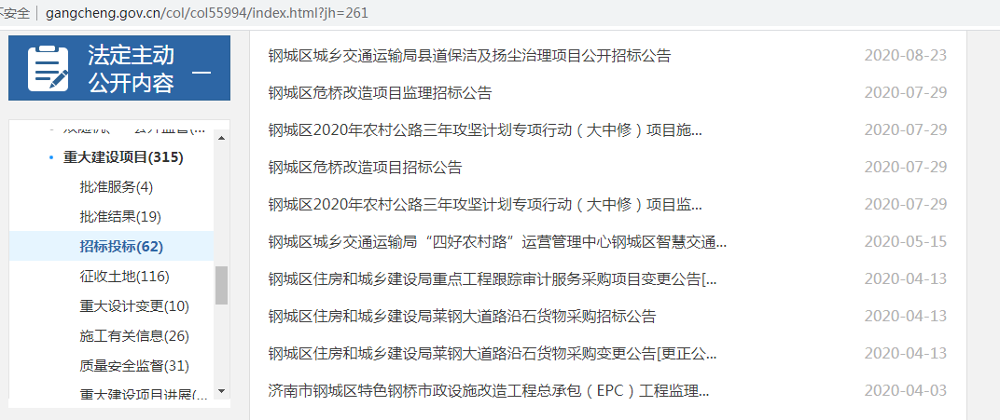 不安全 | gangcheng.gov.cn/col/col55994/index.html?jh=261
法定主动
公开内容
重大建设项目(315)
批准服务(4)
批准结果(19)
招标投标(62)
征收土地(116)
重大设计变更(10)
施工有关信息(26)
质量安全监督(31)
重大建设项目进展(...
钢城区城乡交通运输局县道保洁及扬尘治理项目公开招标公告 2020-08-23
钢城区危桥改造项目监理招标公告 2020-07-29
钢城区2020年农村公路三年攻坚计划专项行动（大中修）项目施... 2020-07-29
钢城区危桥改造项目招标公告 2020-07-29
钢城区2020年农村公路三年攻坚计划专项行动（大中修）项目监... 2020-07-29
钢城区城乡交通运输局“四好农村路”运营管理中心钢城区智慧交通... 2020-05-15
钢城区住房和城乡建设局重点工程跟踪审计服务采购项目变更公告[... 2020-04-13
钢城区住房和城乡建设局莱钢大道路沿石货物采购招标公告 2020-04-13
钢城区住房和城乡建设局莱钢大道路沿石货物采购变更公告[更正公... 2020-04-13
济南市钢城区特色钢桥市政设施改造工程总承包（EPC）工程监理... 2020-04-03